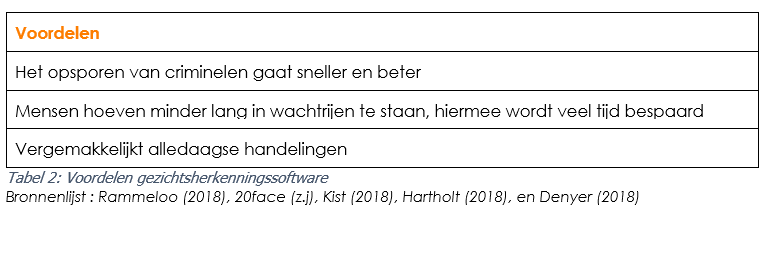 Voordelen
Het opsporen van criminelen gaat sneller en beter
Mensen hoeven minder lang in wachtrijen te staan, hiermee wordt veel tijd bespaard
Vergemakkelijkt alledaagse handelingen
Tabel 2: Voordelen gezichtsherkenningssoftware
Bronnenlijst : Rammeloo (2018), 20face (z.j), Kist (2018), Hartholt (2018), en Denyer (2018)